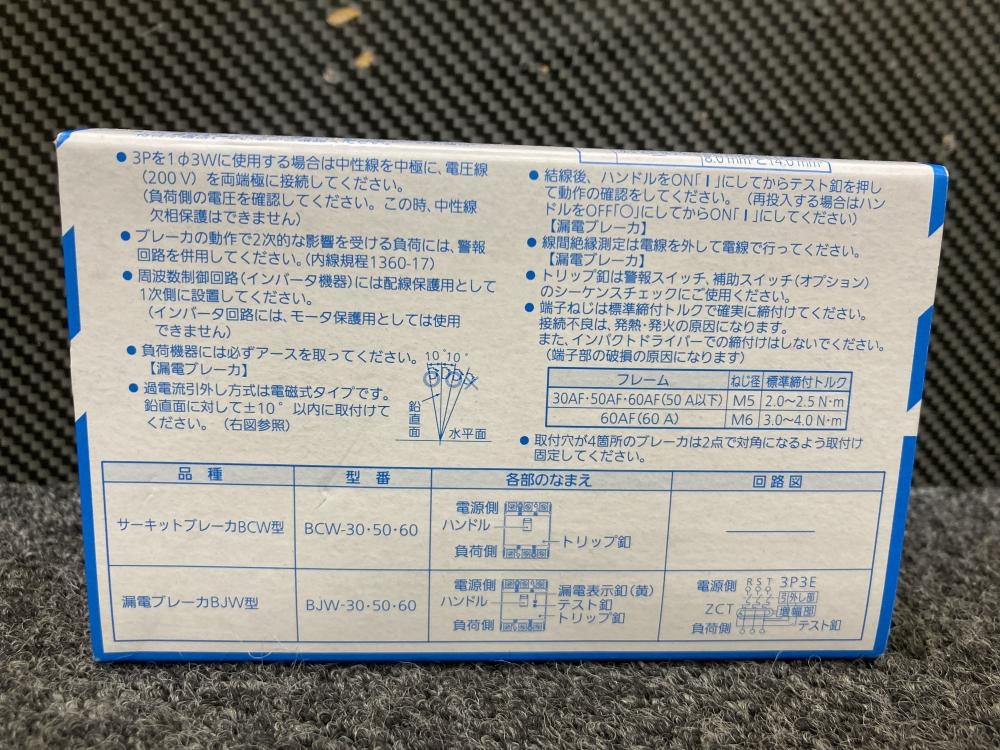 ● 3Pを1φ3Wに使用する場合は中性線を中極に、電圧線
(200 V)を両端極に接続してください。
(負荷側の電圧を確認してください。この時、中性線
欠相保護はできません)
● ブレーカの動作で2次的な影響を受ける負荷には、警報
回路を併用してください。(内線規程1360-17)
● 周波数制御回路(インバータ機器)には配線保護用として
1次側に設置してください。
(インバータ回路には、モータ保護用としては使用
できません)
● 負荷機器には必ずアースを取ってください。
【漏電ブレーカ】
● 過電流引外し方式は電磁式タイプです。
鉛直面に対して±10°以内に取付けて
ください。(右図参照)
10°10°
鉛直面
水平面
8.0mm²と14.0mm²
● 結線後、ハンドルをON「I」にしてからテスト釦を押し
て動作の確認をしてください。(再投入する場合はハン
ドルをOFF「○」にしてからON「I」にしてください)
【漏電ブレーカ】
● 線間絶縁測定は電線を外して電線で行ってください。
【漏電ブレーカ】
● トリップ釦は警報スイッチ、補助スイッチ(オプション)
のシーケンスチェックにご使用ください。
● 端子ねじは標準締付トルクで確実に締付けてください。
接続不良は、発熱・発火の原因になります。
また、インパクトドライバーでの締付けはしないでください。
(端子部の破損の原因になります)
フレーム ねじ径 標準締付トルク
30AF・50AF・60AF(50 A以下) M5 2.0〜2.5 N・m
60AF(60 A) M6 3.0〜4.0 N・m
● 取付穴が4箇所のブレーカは2点で対角になるよう取付け
固定してください。
品種 型番 各部のなまえ 回路図
サーキットブレーカBCW型 BCW-30・50・60
電源側
ハンドル
トリップ釦
負荷側
漏電ブレーカBJW型 BJW-30・50・60
電源側
漏電表示釦(黄)
ハンドル
テスト釦
トリップ釦
負荷側
電源側 R S T 3P3E
引外し部
ZCT 増幅部
負荷側 テスト釦